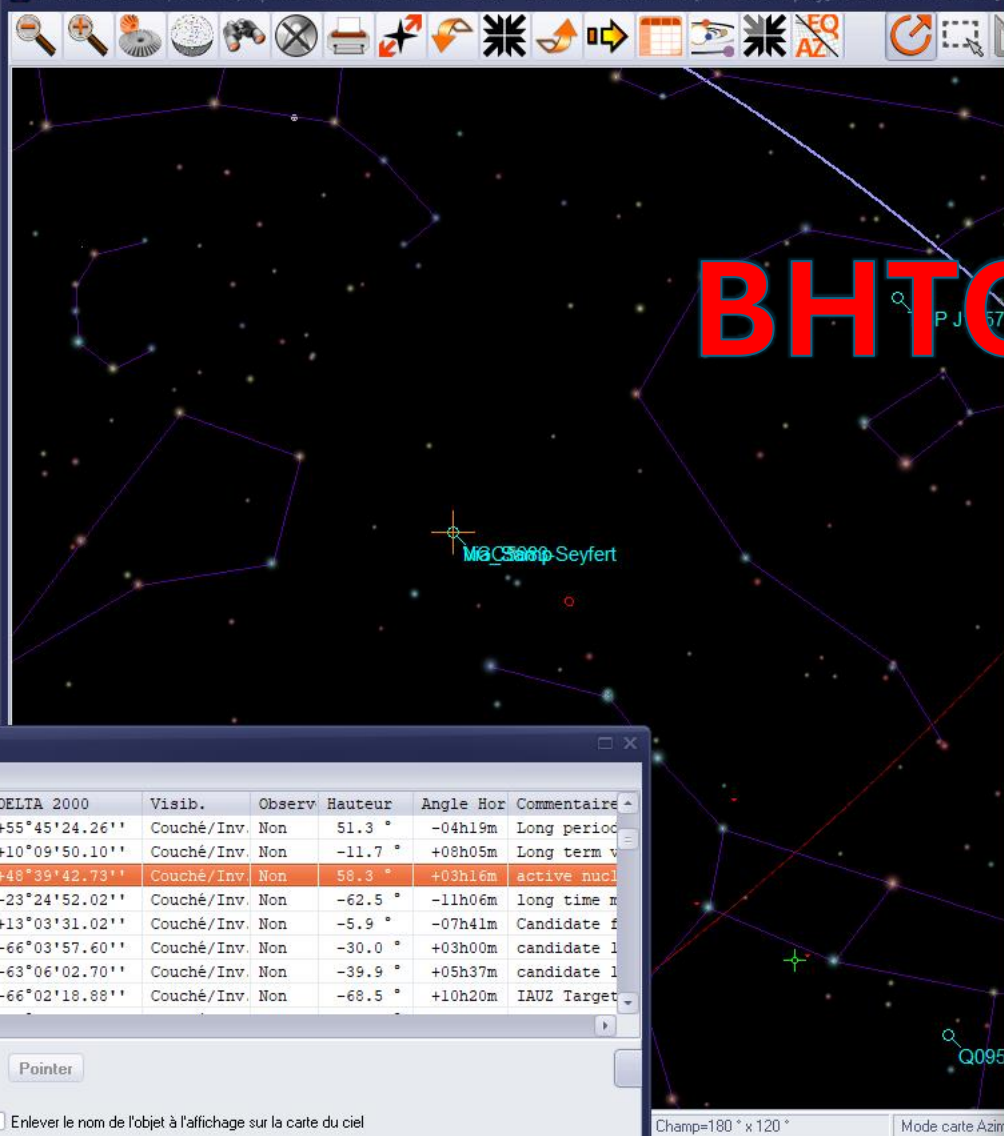 EQ
AZ
BHTO
P J1 57
Seyfert
DELTA 2000 Visib. Observ Hauteur Angle Hor Commentaire
+55°45'24.26'' Couché/Inv. Non 51.3 ° -04h19m Long period
+10°09'50.10'' Couché/Inv. Non -11.7 ° +08h05m Long term v
+48°39'42.73'' Couché/Inv. Non 58.3 ° +03h16m active nucl
-23°24'52.02'' Couché/Inv. Non -62.5 ° -11h06m long time m
+13°03'31.02'' Couché/Inv. Non -5.9 ° -07h41m Candidate f
-66°03'57.60'' Couché/Inv. Non -30.0 ° +03h00m candidate l
-63°06'02.70'' Couché/Inv. Non -39.9 ° +05h37m candidate l
-66°02'18.88'' Couché/Inv. Non -68.5 ° +10h20m IAUZ Target
Q095
Pointer
Enlever le nom de l'objet à l'affichage sur la carte du ciel
Champ=180 ° x 120 ° Mode carte Azim